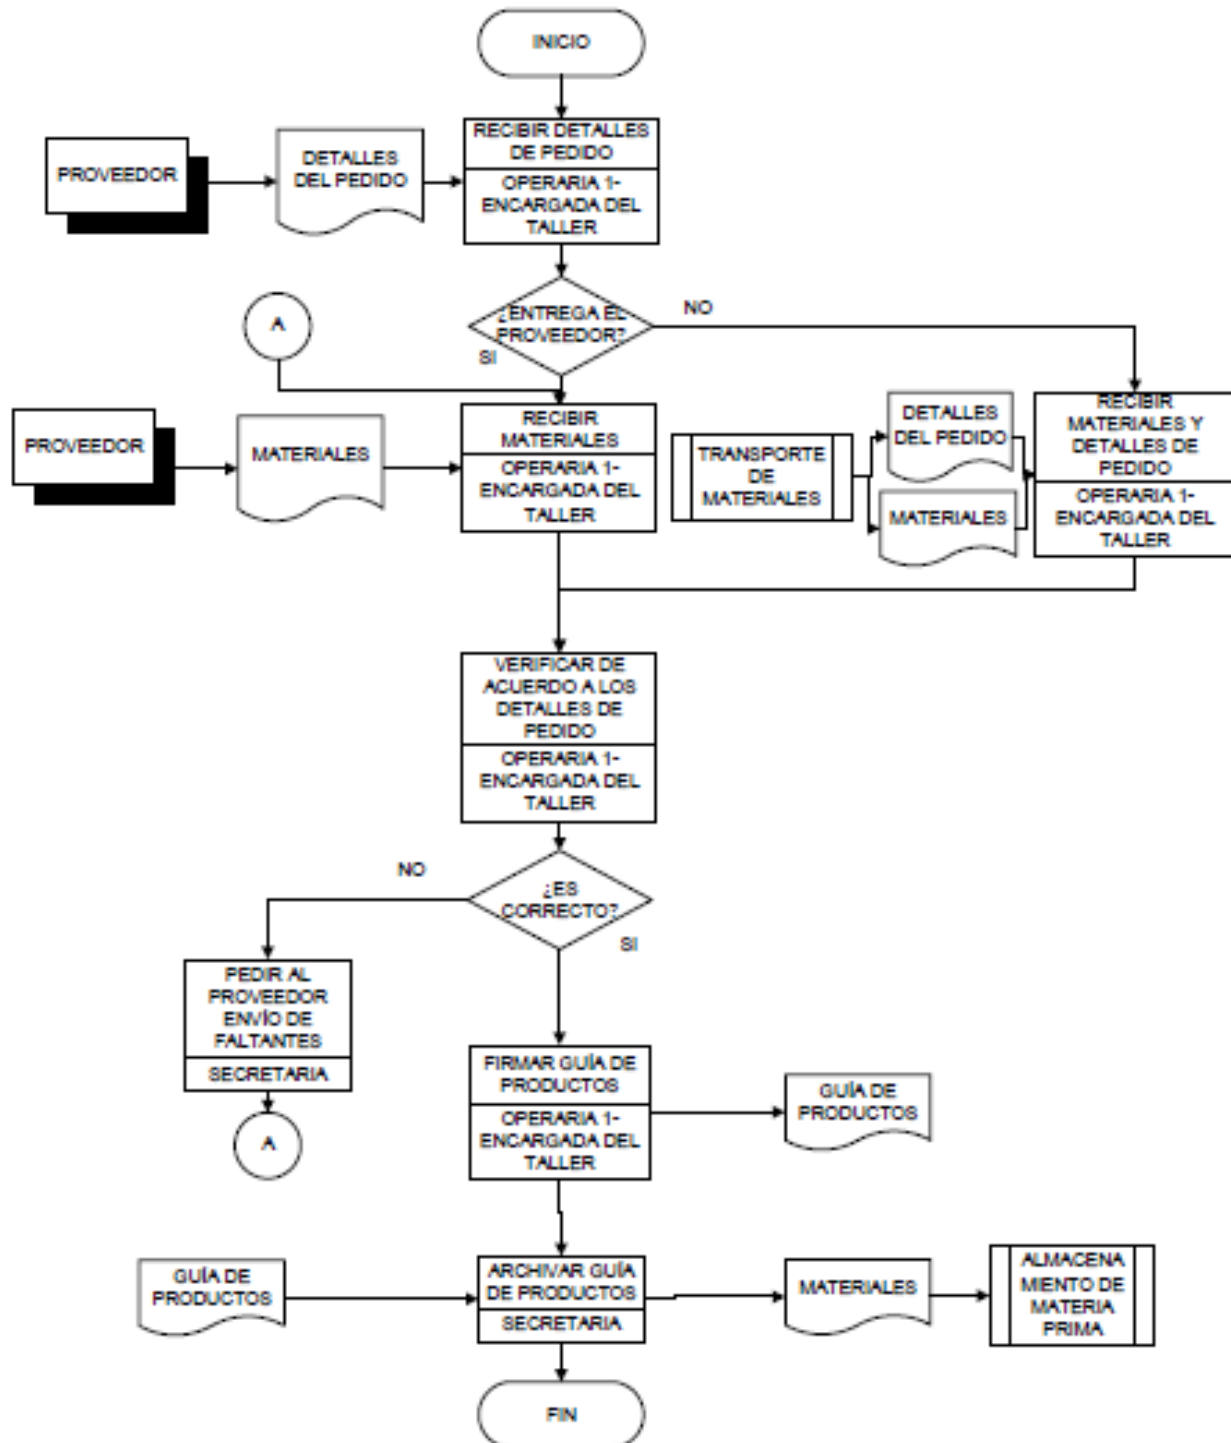 INICIO
PROVEEDOR
DETALLES
DEL PEDIDO
RECIBIR DETALLES
DE PEDIDO
OPERARIA 1-
ENCARGADA DEL
TALLER
A
¿ENTREGA EL
PROVEEDOR?
NO
SI
PROVEEDOR
MATERIALES
RECIBIR
MATERIALES
OPERARIA 1-
ENCARGADA DEL
TALLER
TRANSPORTE
DE
MATERIALES
DETALLES
DEL PEDIDO
MATERIALES
RECIBIR
MATERIALES Y
DETALLES DE
PEDIDO
OPERARIA 1-
ENCARGADA DEL
TALLER
VERIFICAR DE
ACUERDO A LOS
DETALLES DE
PEDIDO
OPERARIA 1-
ENCARGADA DEL
TALLER
NO
¿ES
CORRECTO?
SI
PEDIR AL
PROVEEDOR
ENVÍO DE
FALTANTES
SECRETARIA
A
FIRMAR GUÍA DE
PRODUCTOS
OPERARIA 1-
ENCARGADA DEL
TALLER
GUÍA DE
PRODUCTOS
GUÍA DE
PRODUCTOS
ARCHIVAR GUÍA
DE PRODUCTOS
SECRETARIA
MATERIALES
ALMACENA
MIENTO DE
MATERIA
PRIMA
FIN